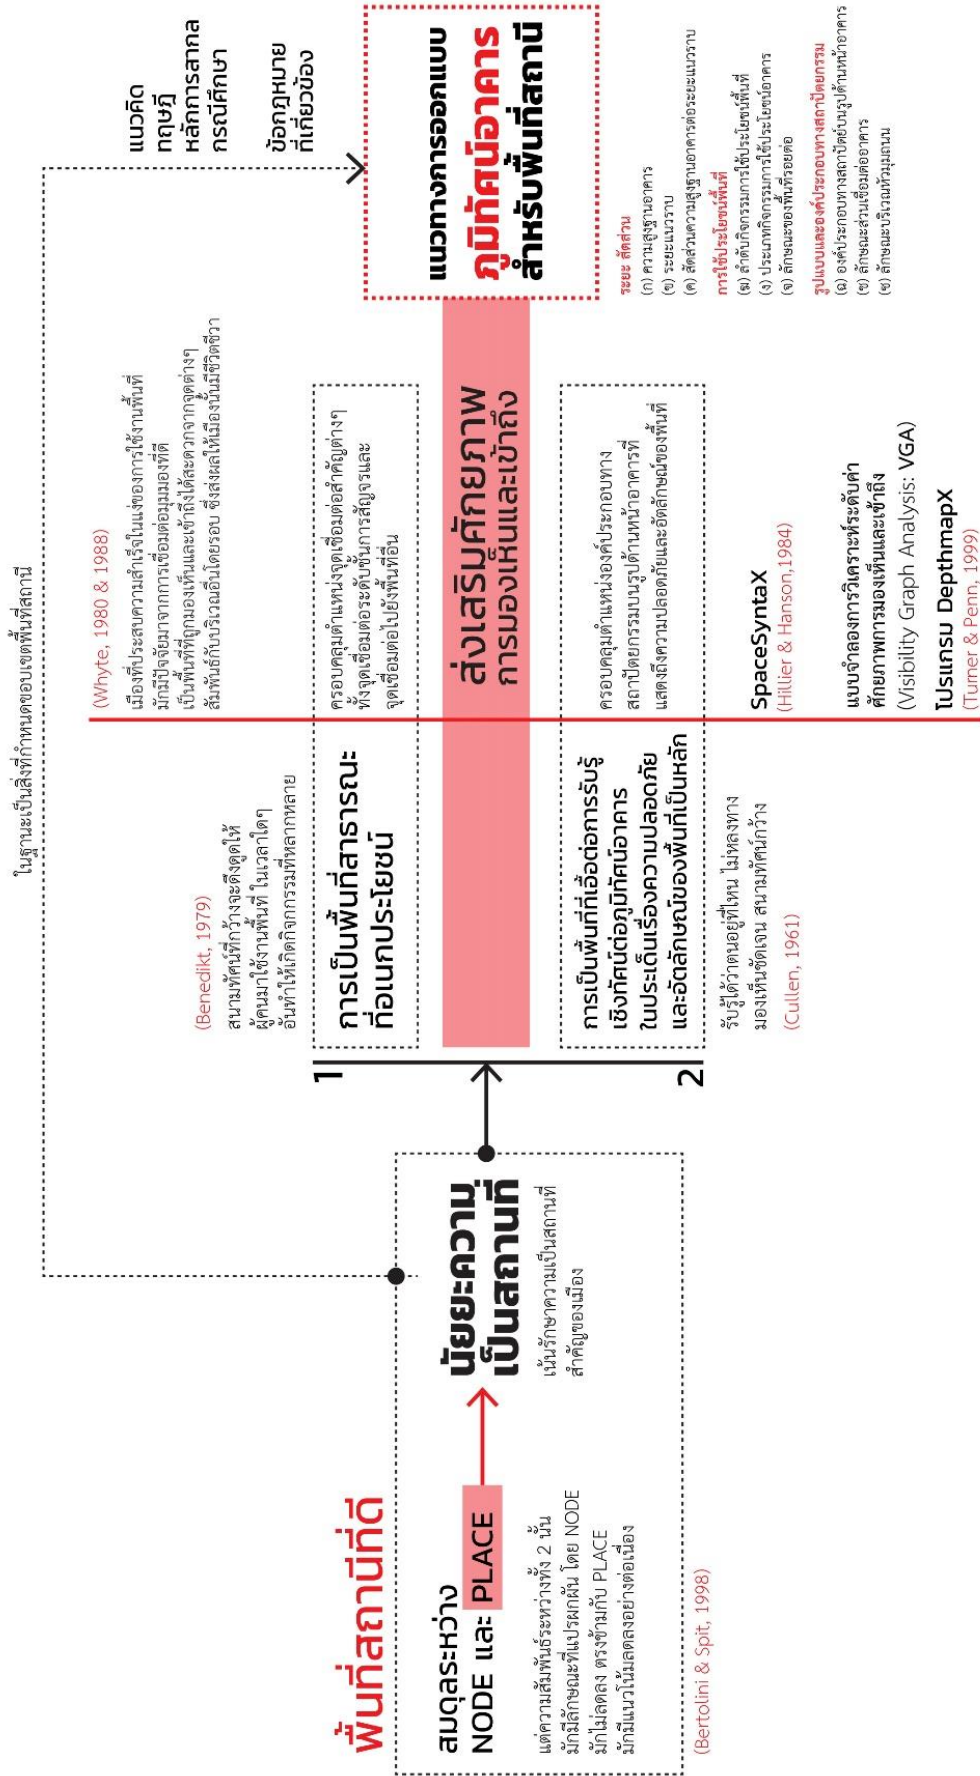 ในฐานะเป็นสิ่งที่กำหนดขอบเขตพื้นที่สถานี
พื้นที่สถานีที่ดี
สมดุลระหว่าง
NODE และ PLACE
แต่ความสัมพันธ์ระหว่างทั้ง 2 นั้น
มักมีลักษณะที่แปรผกผัน โดย NODE
มักไม่ลดลง ตรงข้ามกับ PLACE
มักมีแนวโน้มลดลงอย่างต่อเนื่อง
(Bertolini & Spit, 1998)
นัยยะความ
เป็นสถานที่
เน้นรักษาความเป็นสถานที่
สำคัญของเมือง
(Benedikt, 1979)
สนามทัศน์ที่กว้างจะดึงดูดให้
ผู้คนมาใช้งานพื้นที่ ในเวลาใดๆ
อันทำให้เกิดกิจกรรมที่หลากหลาย
1
การเป็นพื้นที่สาธารณะ
ที่อเนกประโยชน์
2
การเป็นพื้นที่ที่เอื้อต่อการรับรู้
เชิงทัศน์ต่อภูมิทัศน์อาคาร
ในประเด็นเรื่องความปลอดภัย
และอัตลักษณ์ของพื้นที่เป็นหลัก
รับรู้ได้ว่าตนอยู่ที่ไหน ไม่หลงทาง
มองเห็นชัดเจน สนามทัศน์กว้าง
(Cullen, 1961)
(Whyte, 1980 & 1988)
เมืองที่ประสบความสำเร็จในแง่ของการใช้งานพื้นที่
มักมีปัจจัยมาจากการเชื่อมต่อมุมมองที่ดี
เป็นพื้นที่ที่ถูกมองเห็นและเข้าถึงได้สะดวกจากจุดต่างๆ
สัมพันธ์กับบริเวณอื่นโดยรอบ ซึ่งส่งผลให้เมืองนั้นมีชีวิตชีวา
ครอบคลุมตำแหน่งจุดเชื่อมต่อสำคัญต่างๆ
ทั้งจุดเชื่อมต่อระดับชั้นการสัญจรและ
จุดเชื่อมต่อไปยังพื้นที่อื่น
ส่งเสริมศักยภาพ
การมองเห็นและเข้าถึง
ครอบคลุมตำแหน่งองค์ประกอบทาง
สถาปัตยกรรมบนรูปด้านหน้าอาคารที่
แสดงถึงความปลอดภัยและอัตลักษณ์ของพื้นที่
SpaceSyntaX
(Hillier & Hanson,1984)
แบบจำลองการวิเคราะห์ระดับค่า
ศักยภาพการมองเห็นและเข้าถึง
(Visibility Graph Analysis: VGA)
โปรแกรม DepthmapX
(Turner & Penn, 1999)
แนวคิด
ทฤษฎี
หลักการสากล
กรณีศึกษา
ข้อกฎหมาย
ที่เกี่ยวข้อง
แนวทางการออกแบบ
ภูมิทัศน์อาคาร
สำหรับพื้นที่สถานี
ระยะ สัดส่วน
(ก) ความสูงฐานอาคาร
(ข) ระยะแนวราบ
(ค) สัดส่วนความสูงฐานอาคารต่อระยะแนวราบ
การใช้ประโยชน์พื้นที่
(ฆ) ลำดับกิจกรรมการใช้ประโยชน์พื้นที่
(ง) ประเภทกิจกรรมการใช้ประโยชน์อาคาร
(จ) ลักษณะของพื้นที่รอยต่อ
รูปแบบและองค์ประกอบทางสถาปัตยกรรม
(ฉ) องค์ประกอบทางสถาปัตย์บนรูปด้านหน้าอาคาร
(ช) ลักษณะส่วนเชื่อมต่ออาคาร
(ซ) ลักษณะบริเวณหัวมุมถนน